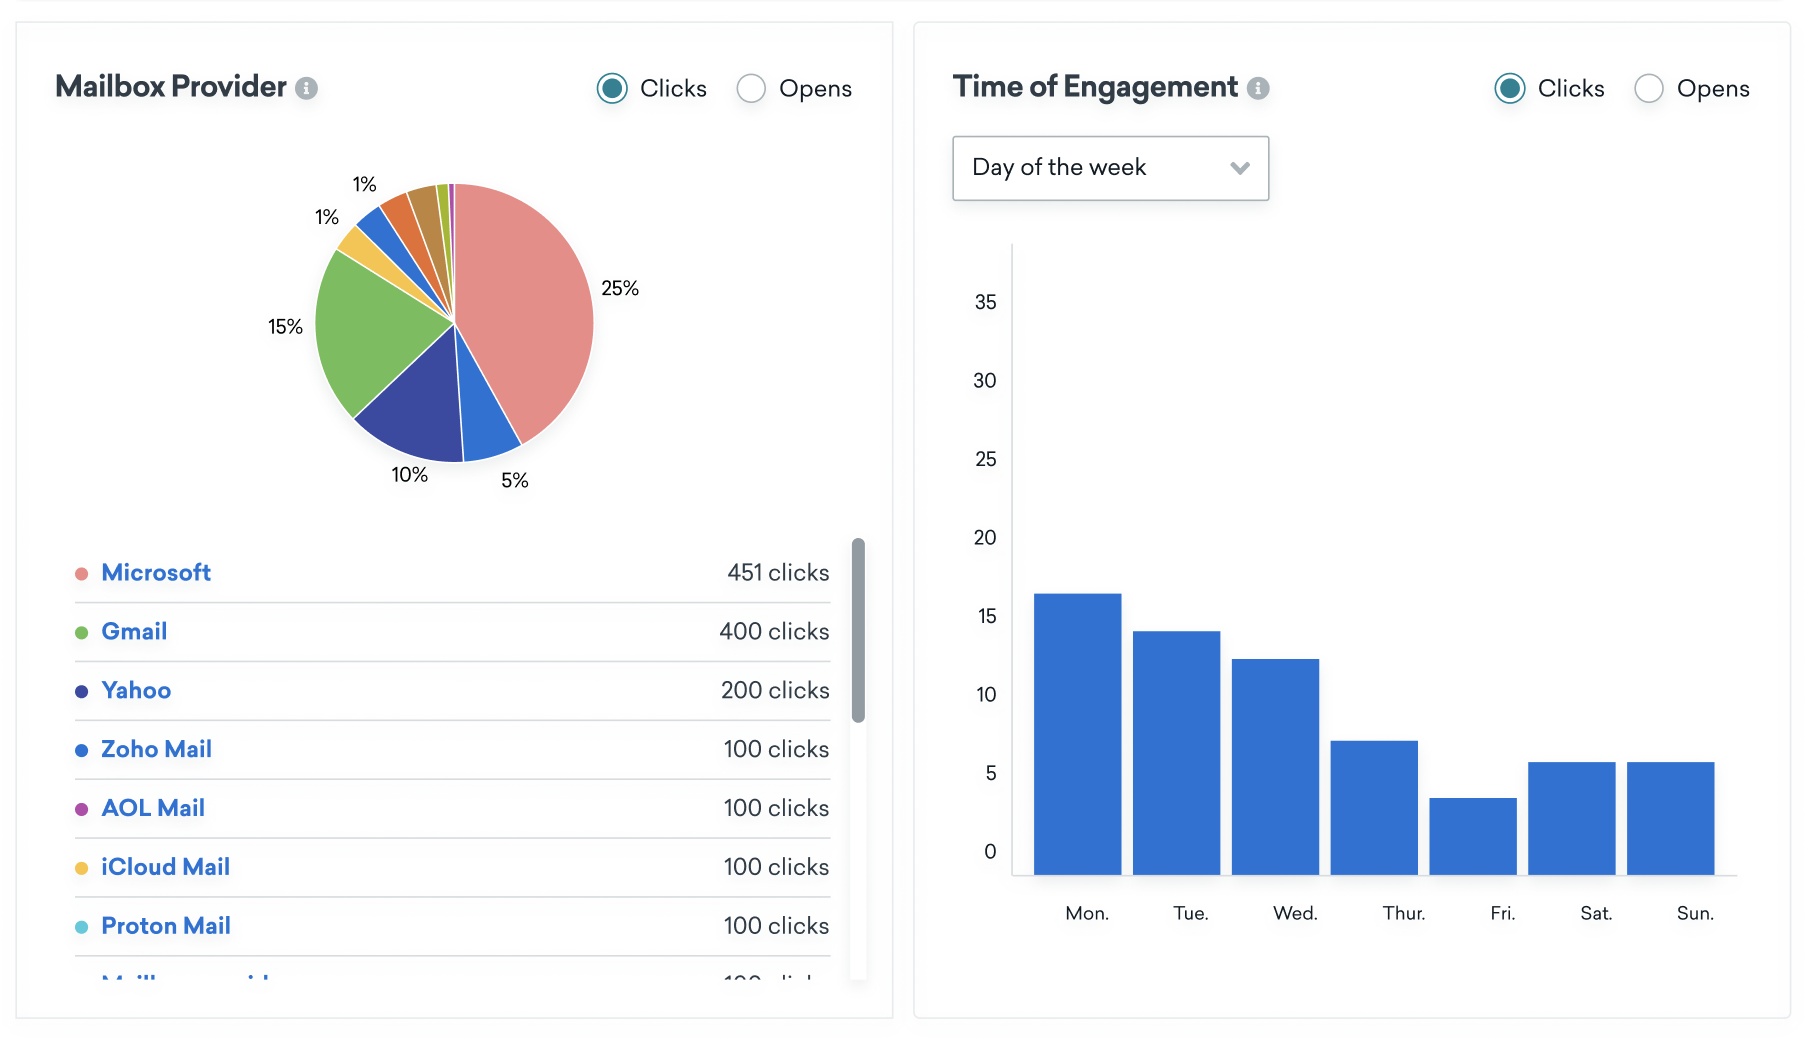 Mailbox Provider
Clicks
Opens
1%
1%
25%
15%
10%
5%
Microsoft 451 clicks
Gmail 400 clicks
Yahoo 200 clicks
Zoho Mail 100 clicks
AOL Mail 100 clicks
iCloud Mail 100 clicks
Proton Mail 100 clicks
Time of Engagement
Clicks
Opens
Day of the week
35
30
25
20
15
10
5
0
Mon. Tue. Wed. Thur. Fri. Sat. Sun.